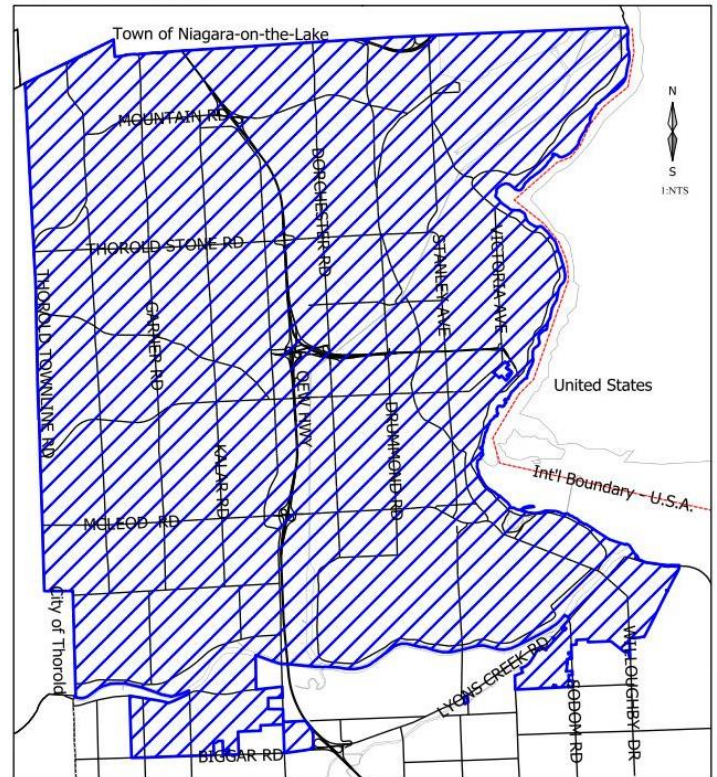 Town of Niagara-on-the-Lake
MOUNTAIN RD
N
S
1:NTS
DORCHESTER RD
THOROLD STONE RD
STANLEY AVE
VICTORIA AVE
THOROLD TOWNLINE RD
GARNER RD
QEW HWY
United States
DRUMMOND RD
KALAR RD
Int'l Boundary - U.S.A.
MCLEOD RD
City of Thorold
LYONS CREEK RD
SODOM RD
WILLOUGHBY DR
BIGGAR RD